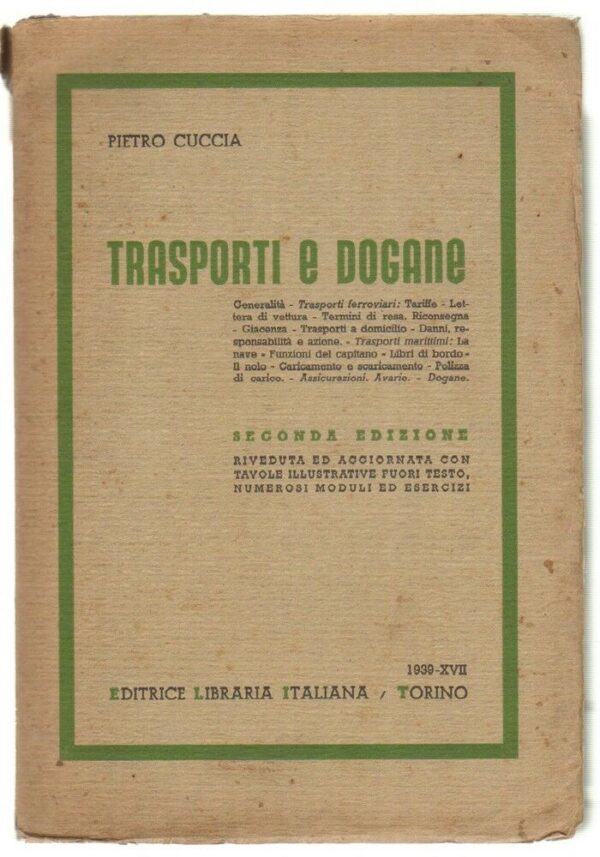 PIETRO CUCCIA
TRASPORTI e DOGANE
Generalità - Trasporti ferroviari: Tariffe - Let-
tera di vettura - Termini di resa. Riconsegna
- Giacenza - Trasporti a domicilio - Danni, re-
sponsabilità e azione. - Trasporti marittimi: La
nave - Funzioni del capitano - Libri di bordo -
Il nolo - Caricamento e scaricamento - Polizza
di carico. - Assicurazioni. Avarie. - Dogane.
SECONDA EDIZIONE
RIVEDUTA ED AGGIORNATA CON
TAVOLE ILLUSTRATIVE FUORI TESTO,
NUMEROSI MODULI ED ESERCIZI
1939-XVII
EDITRICE LIBRARIA ITALIANA / TORINO